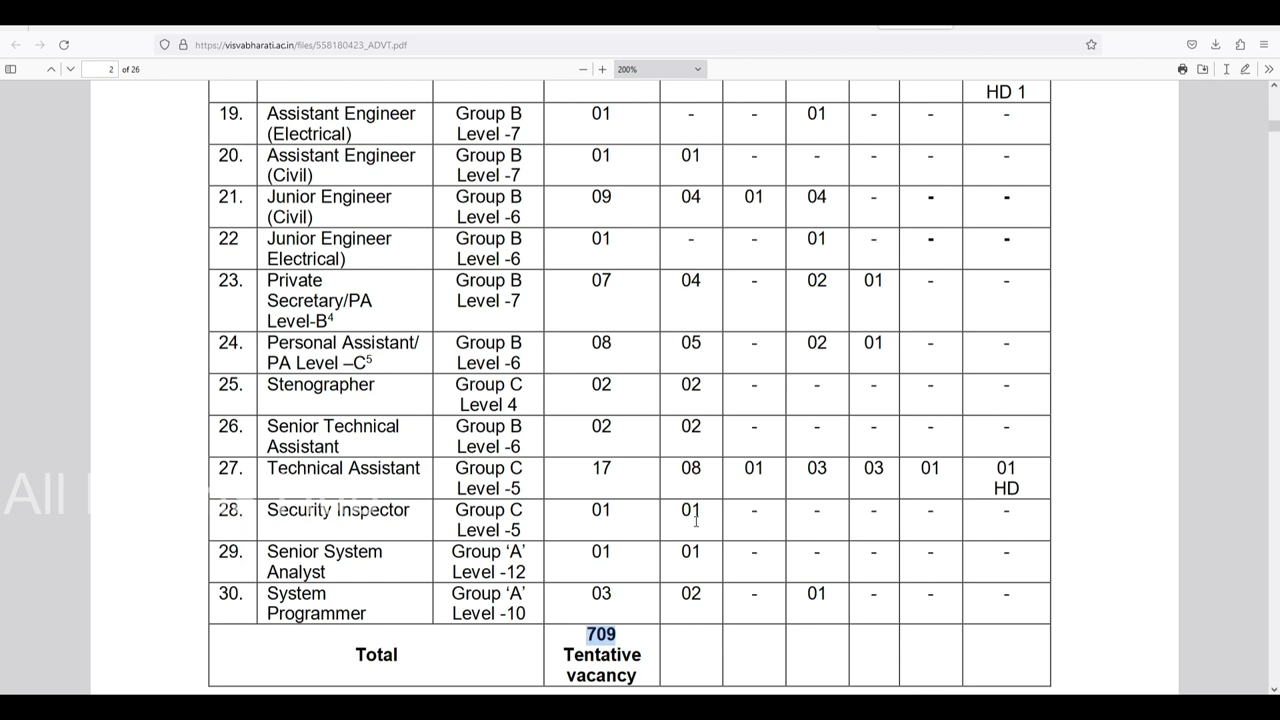 https://visvabharati.ac.in/files/558180423_ADVT.pdf
2 of 26 200%
HD 1
19. Assistant Engineer (Electrical) Group B Level -7 01 - - 01 - - -
20. Assistant Engineer (Civil) Group B Level -7 01 01 - - - - -
21. Junior Engineer (Civil) Group B Level -6 09 04 01 04 - - -
22 Junior Engineer Electrical) Group B Level -6 01 - - 01 - - -
23. Private Secretary/PA Level-B4 Group B Level -7 07 04 - 02 01 - -
24. Personal Assistant/ PA Level –C5 Group B Level -6 08 05 - 02 01 - -
25. Stenographer Group C Level 4 02 02 - - - - -
26. Senior Technical Assistant Group B Level -6 02 02 - - - - -
27. Technical Assistant Group C Level -5 17 08 01 03 03 01 01 HD
28. Security Inspector Group C Level -5 01 01 - - - - -
29. Senior System Analyst Group ‘A’ Level -12 01 01 - - - - -
30. System Programmer Group ‘A’ Level -10 03 02 - 01 - - -
Total 709 Tentative vacancy
All